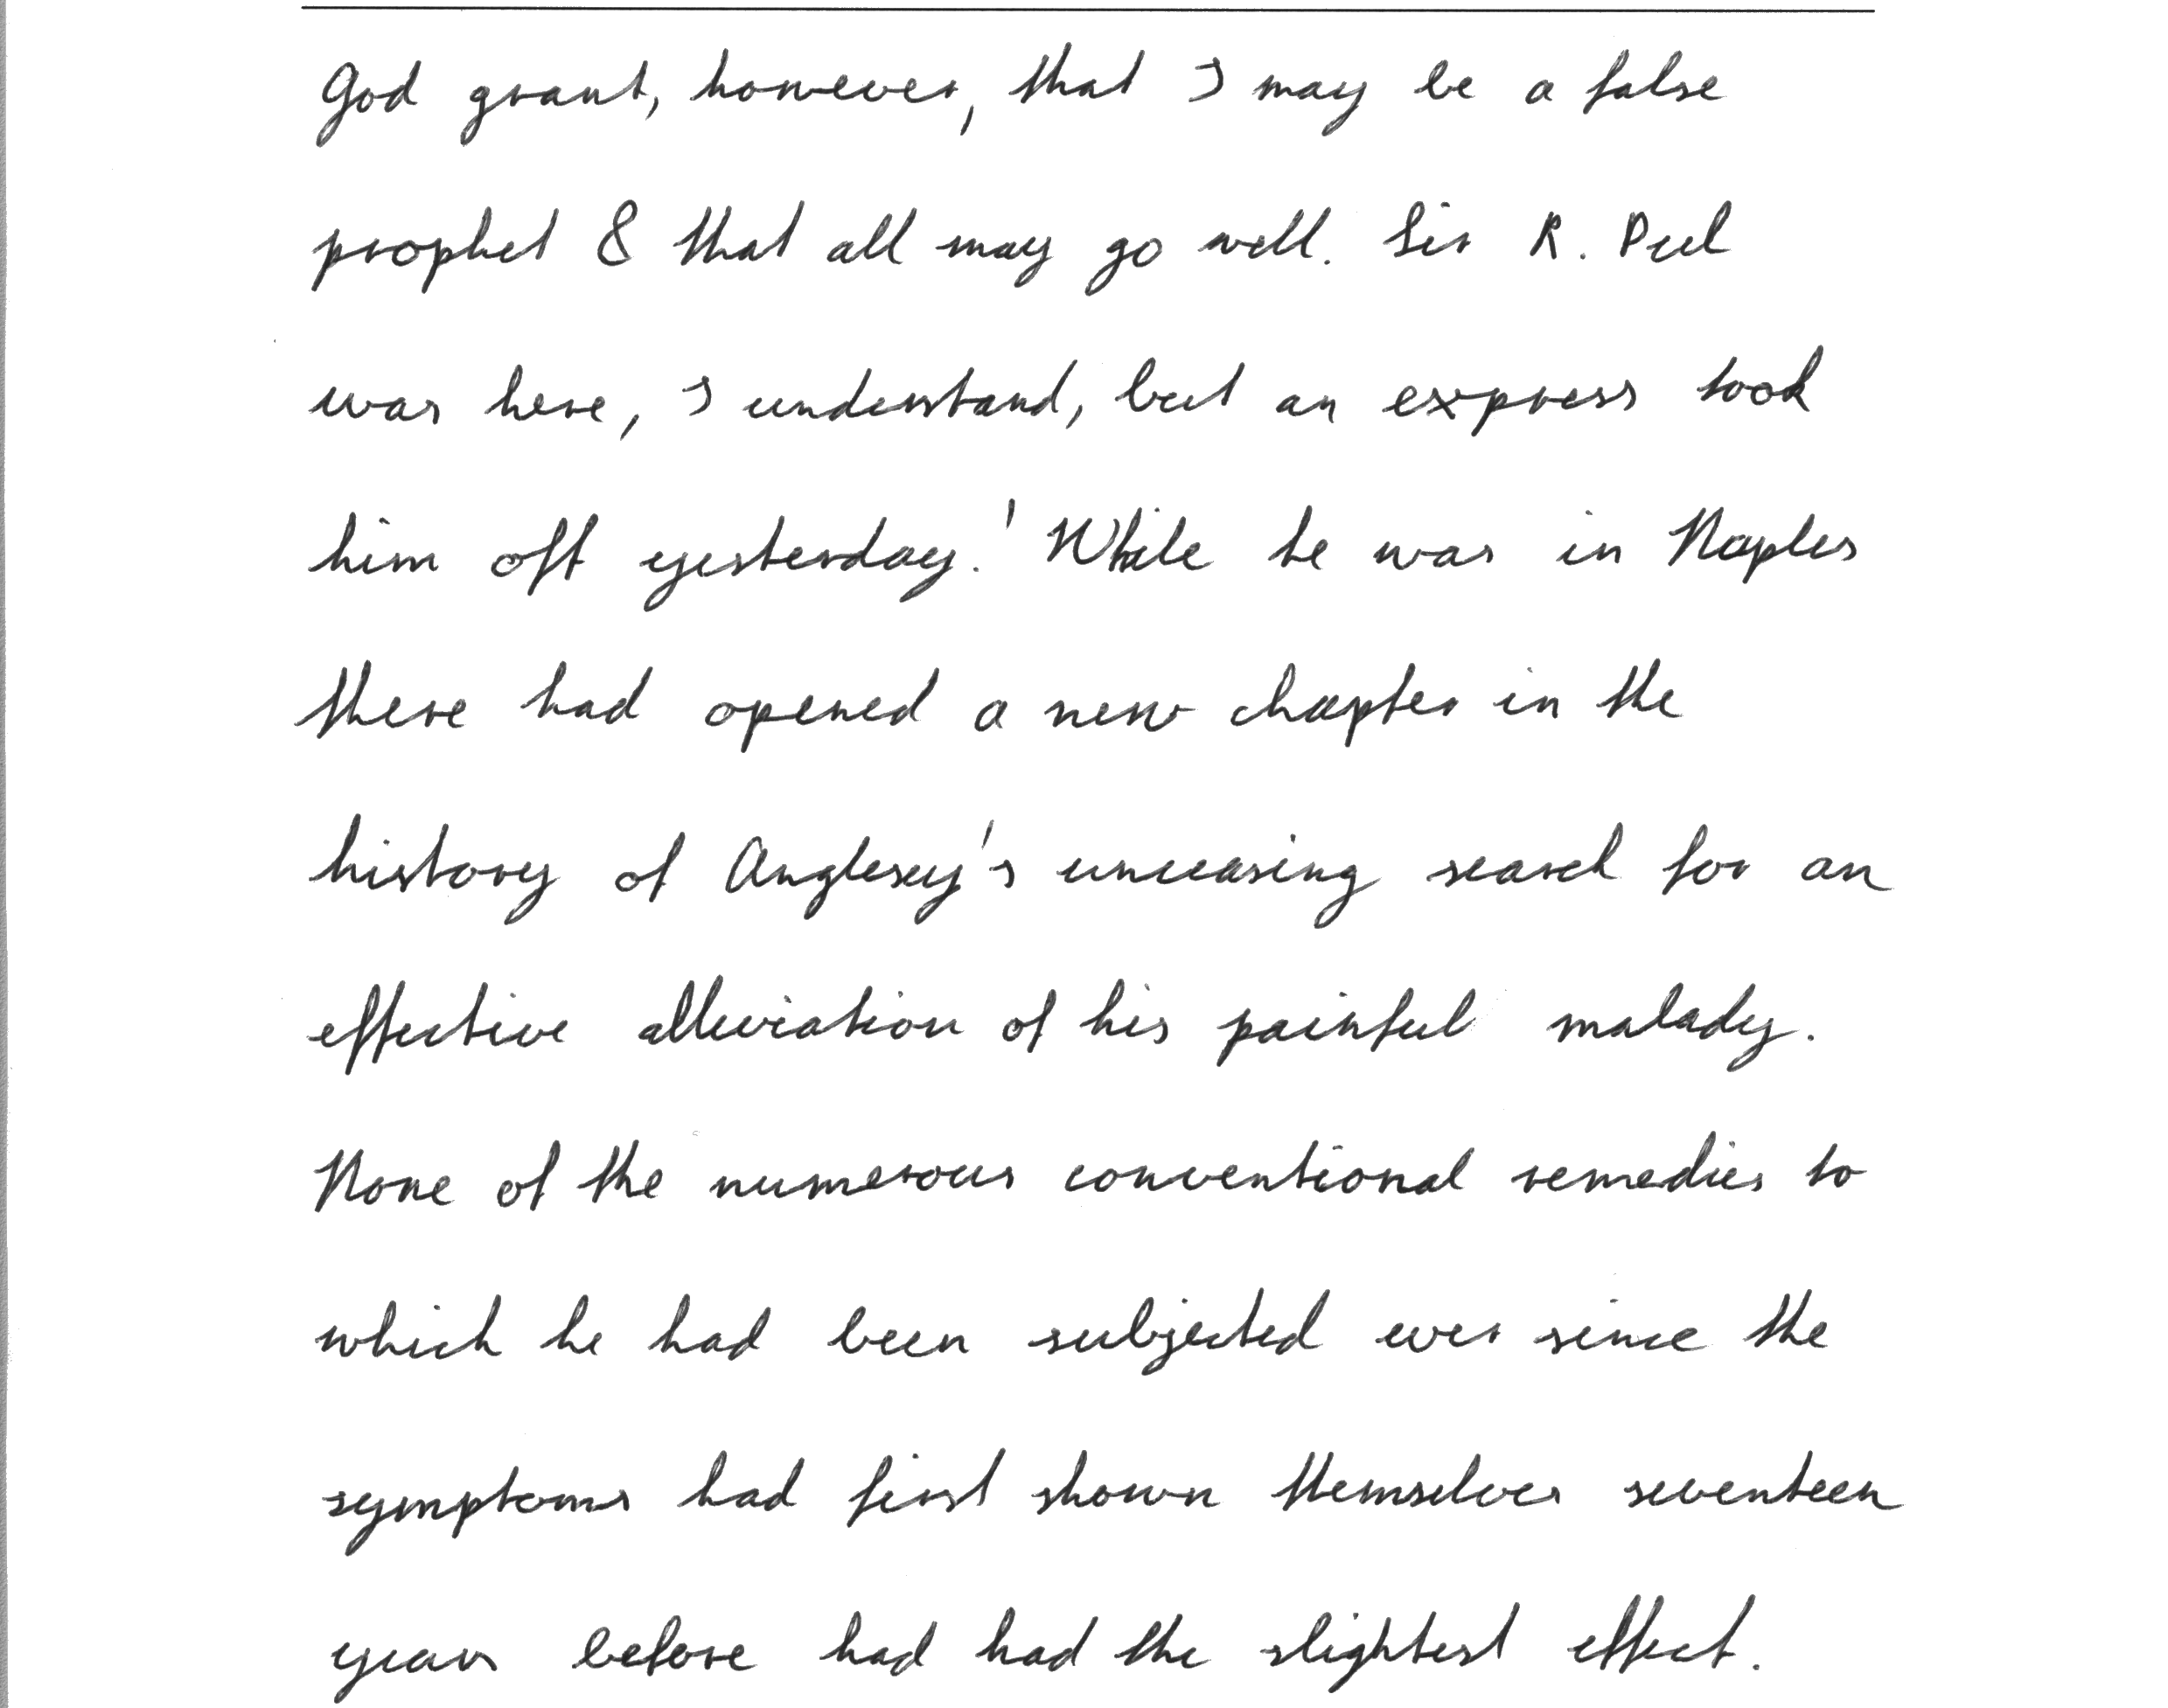 God grant, however, that I may be a false
prophet & that all may go well. Sir R. Peel
was here, I understand, but an express took
him off yesterday.' While he was in Naples
there had opened a new chapter in the
history of Anglesey's unceasing search for an
effective alleviation of his painful malady.
None of the numerous conventional remedies to
which he had been subjected ever since the
symptoms had first shown themselves seventeen
years before had had the slightest effect.